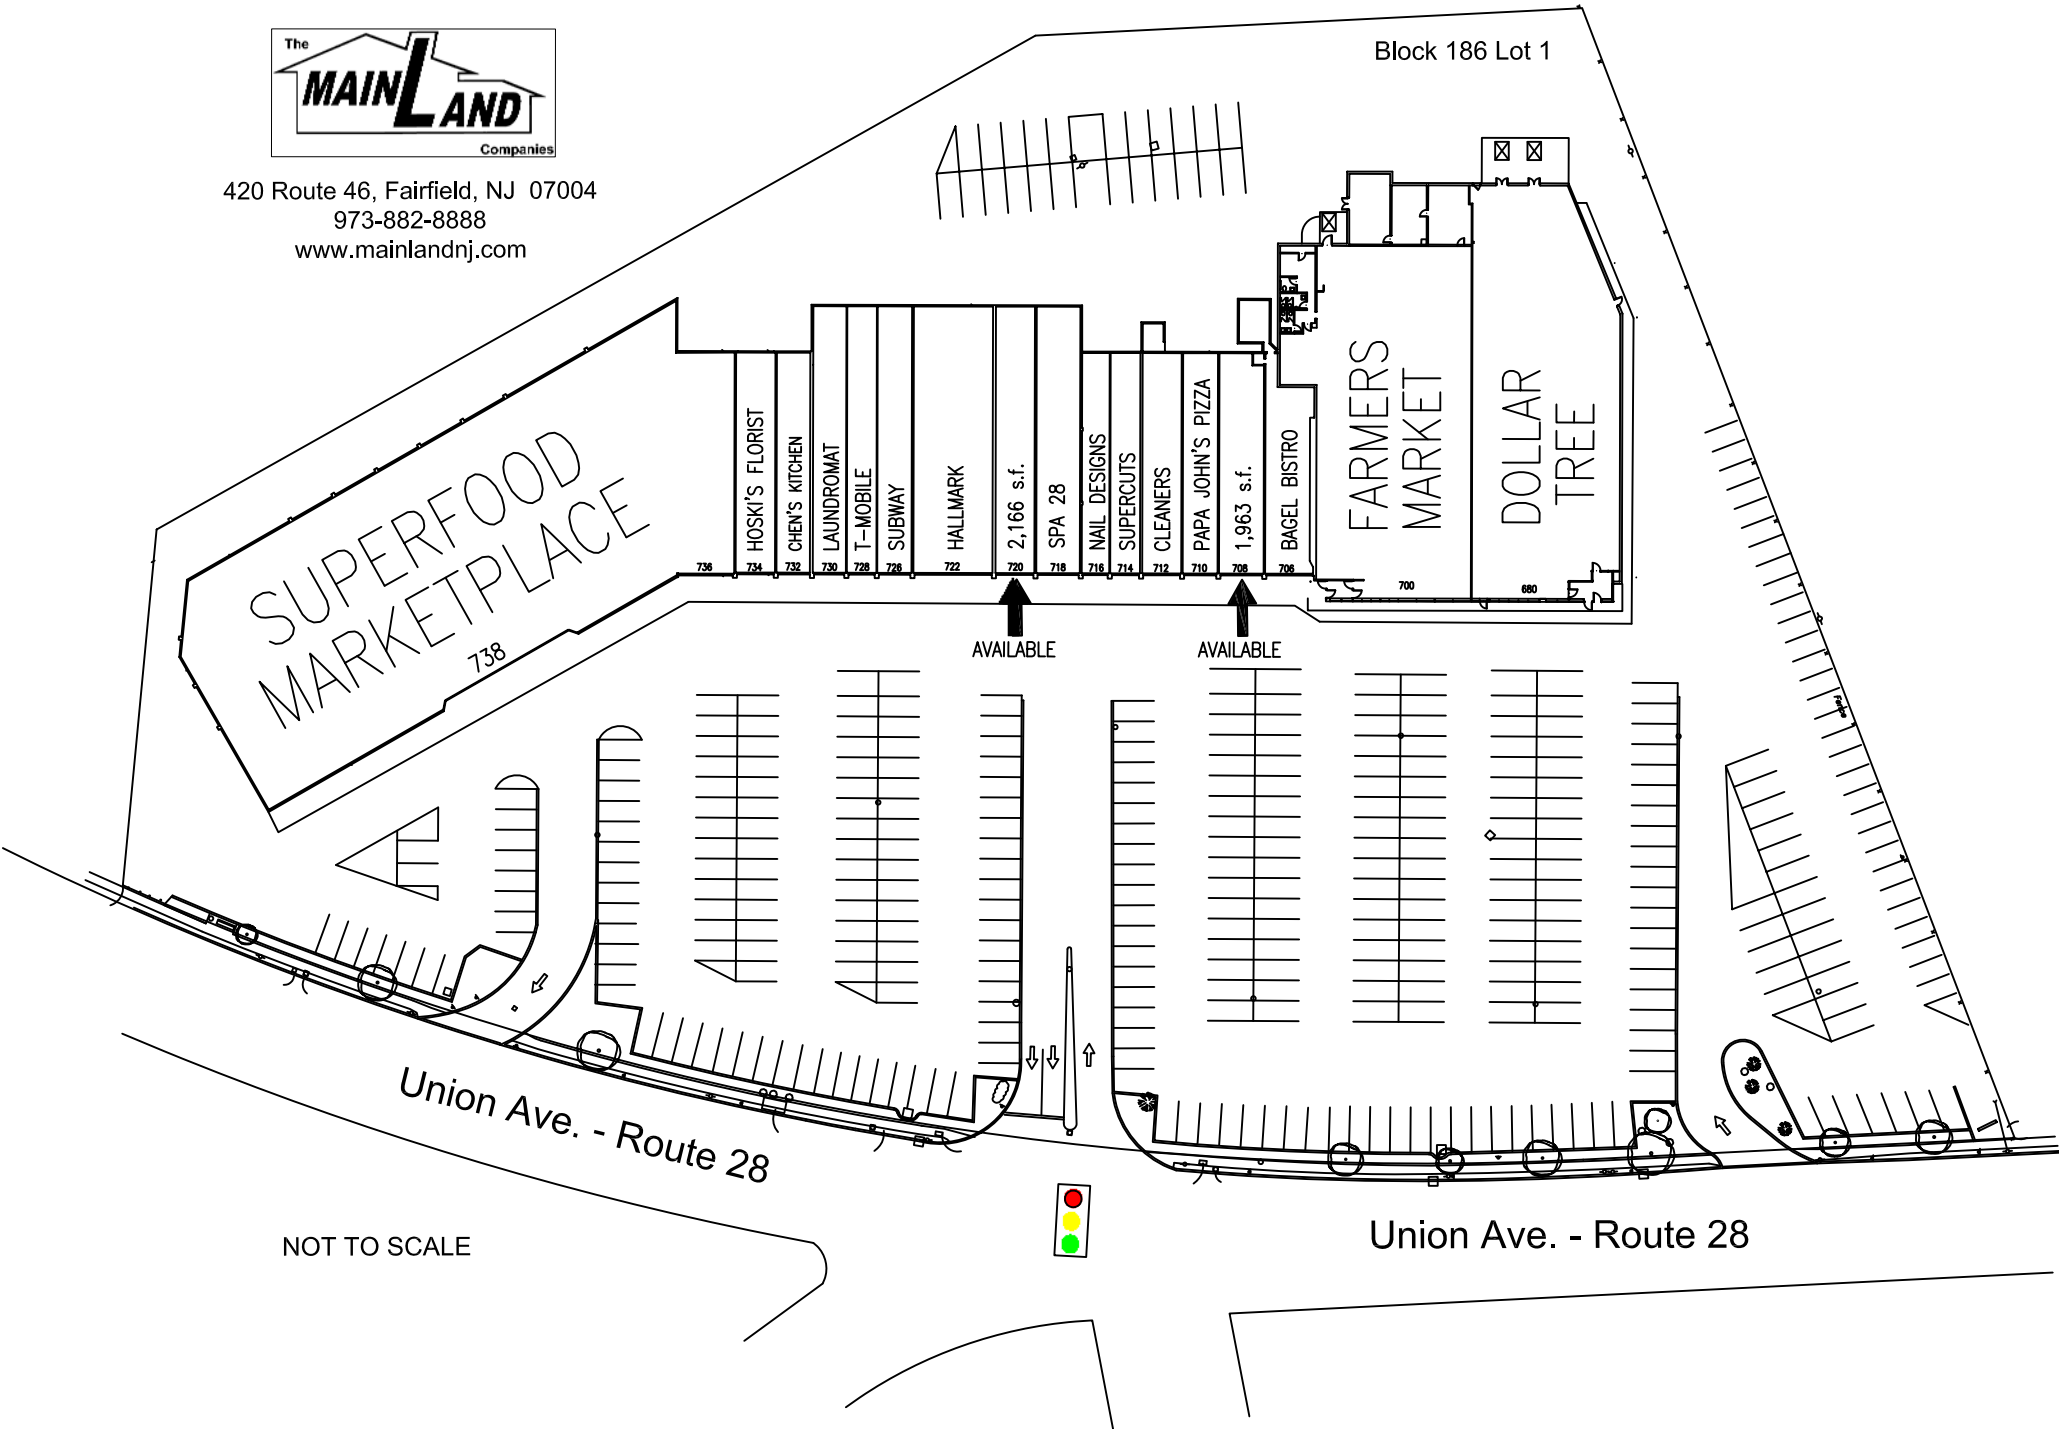 The
MAINLAND
Companies
420 Route 46, Fairfield, NJ 07004
973-882-8888
www.mainlandnj.com
Block 186 Lot 1
SUPERFOOD
MARKETPLACE
738
736
HOSKI'S FLORIST
734
CHEN'S KITCHEN
732
LAUNDROMAT
730
T-MOBILE
728
SUBWAY
726
HALLMARK
722
2,166 s.f.
720
SPA 28
718
NAIL DESIGNS
716
SUPERCUTS
714
CLEANERS
712
PAPA JOHN'S PIZZA
710
1,963 s.f.
708
BAGEL BISTRO
706
FARMERS
MARKET
700
DOLLAR
TREE
680
AVAILABLE
AVAILABLE
Fence
Union Ave. - Route 28
Union Ave. - Route 28
NOT TO SCALE